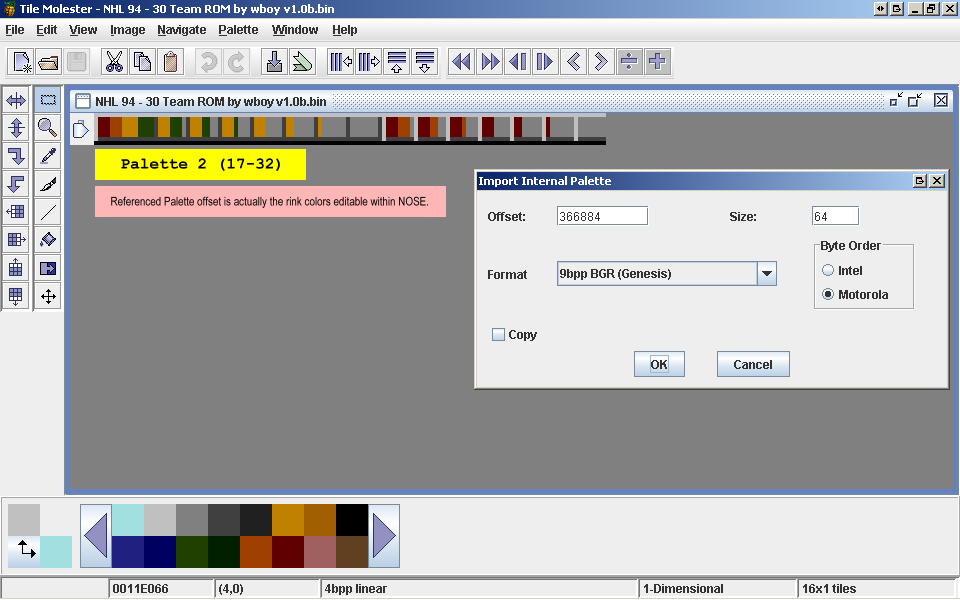 Tile Molester - NHL 94 - 30 Team ROM by wboy v1.0b.bin
File Edit View Image Navigate Palette Window Help
NHL 94 - 30 Team ROM by wboy v1.0b.bin
Palette 2 (17-32)
Referenced Palette offset is actually the rink colors editable within NOSE.
Import Internal Palette
Offset: 366884 Size: 64
Byte Order
Format 9bpp BGR (Genesis)
Intel
Motorola
Copy
OK Cancel
0011E066 (4,0) 4bpp linear 1-Dimensional 16x1 tiles